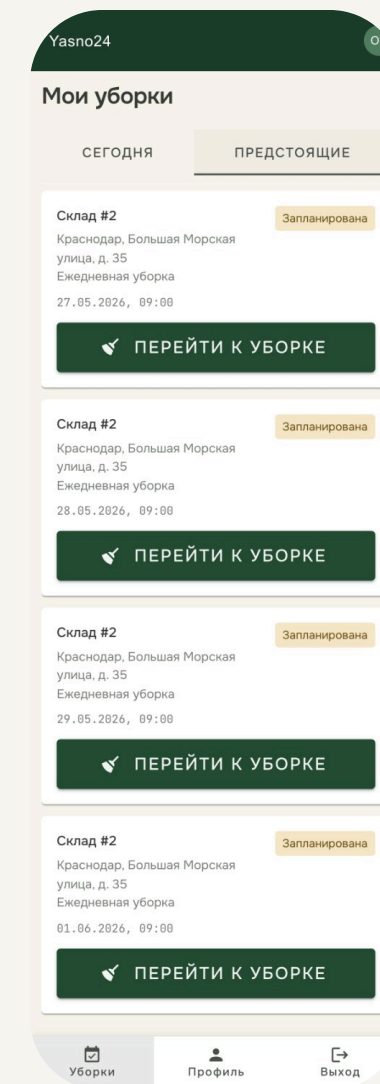 Yasno24
О
Мои уборки
СЕГОДНЯ
ПРЕДСТОЯЩИЕ
Склад #2
Запланирована
Краснодар, Большая Морская
улица, д. 35
Ежедневная уборка
27.05.2026, 09:00
ПЕРЕЙТИ К УБОРКЕ
Склад #2
Запланирована
Краснодар, Большая Морская
улица, д. 35
Ежедневная уборка
28.05.2026, 09:00
ПЕРЕЙТИ К УБОРКЕ
Склад #2
Запланирована
Краснодар, Большая Морская
улица, д. 35
Ежедневная уборка
29.05.2026, 09:00
ПЕРЕЙТИ К УБОРКЕ
Склад #2
Запланирована
Краснодар, Большая Морская
улица, д. 35
Ежедневная уборка
01.06.2026, 09:00
ПЕРЕЙТИ К УБОРКЕ
Уборки
Профиль
Выход